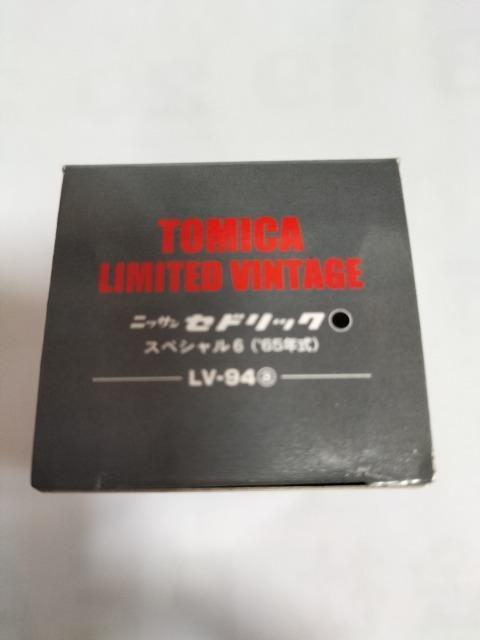 TOMICA
LIMITED VINTAGE
ニッサン セドリック
スペシャル6 ('65年式)
LV-94ⓐ